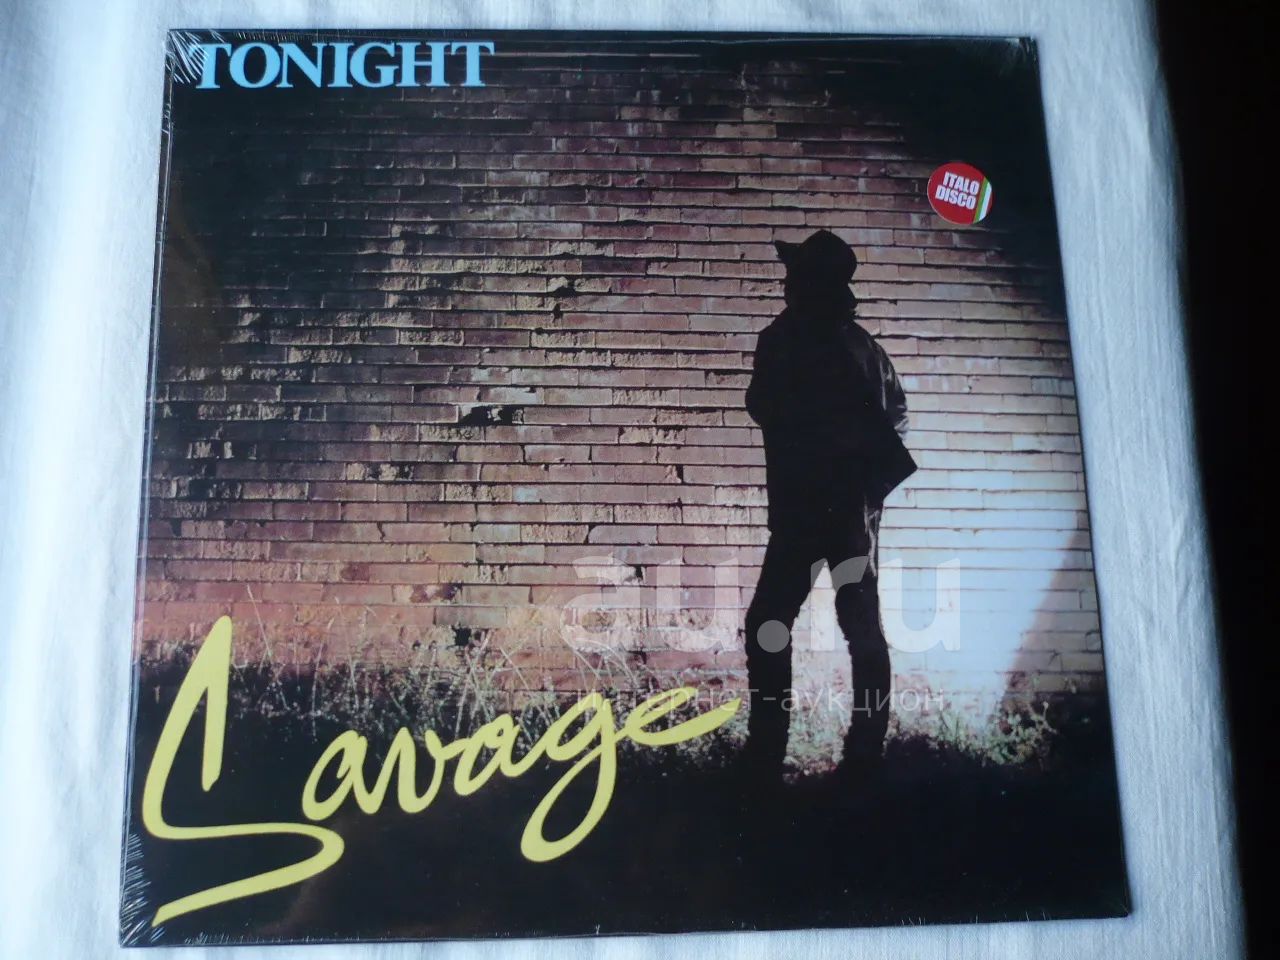 TONIGHT
ITALO
DISCO
au.ru
интернет-аукцион
Savage